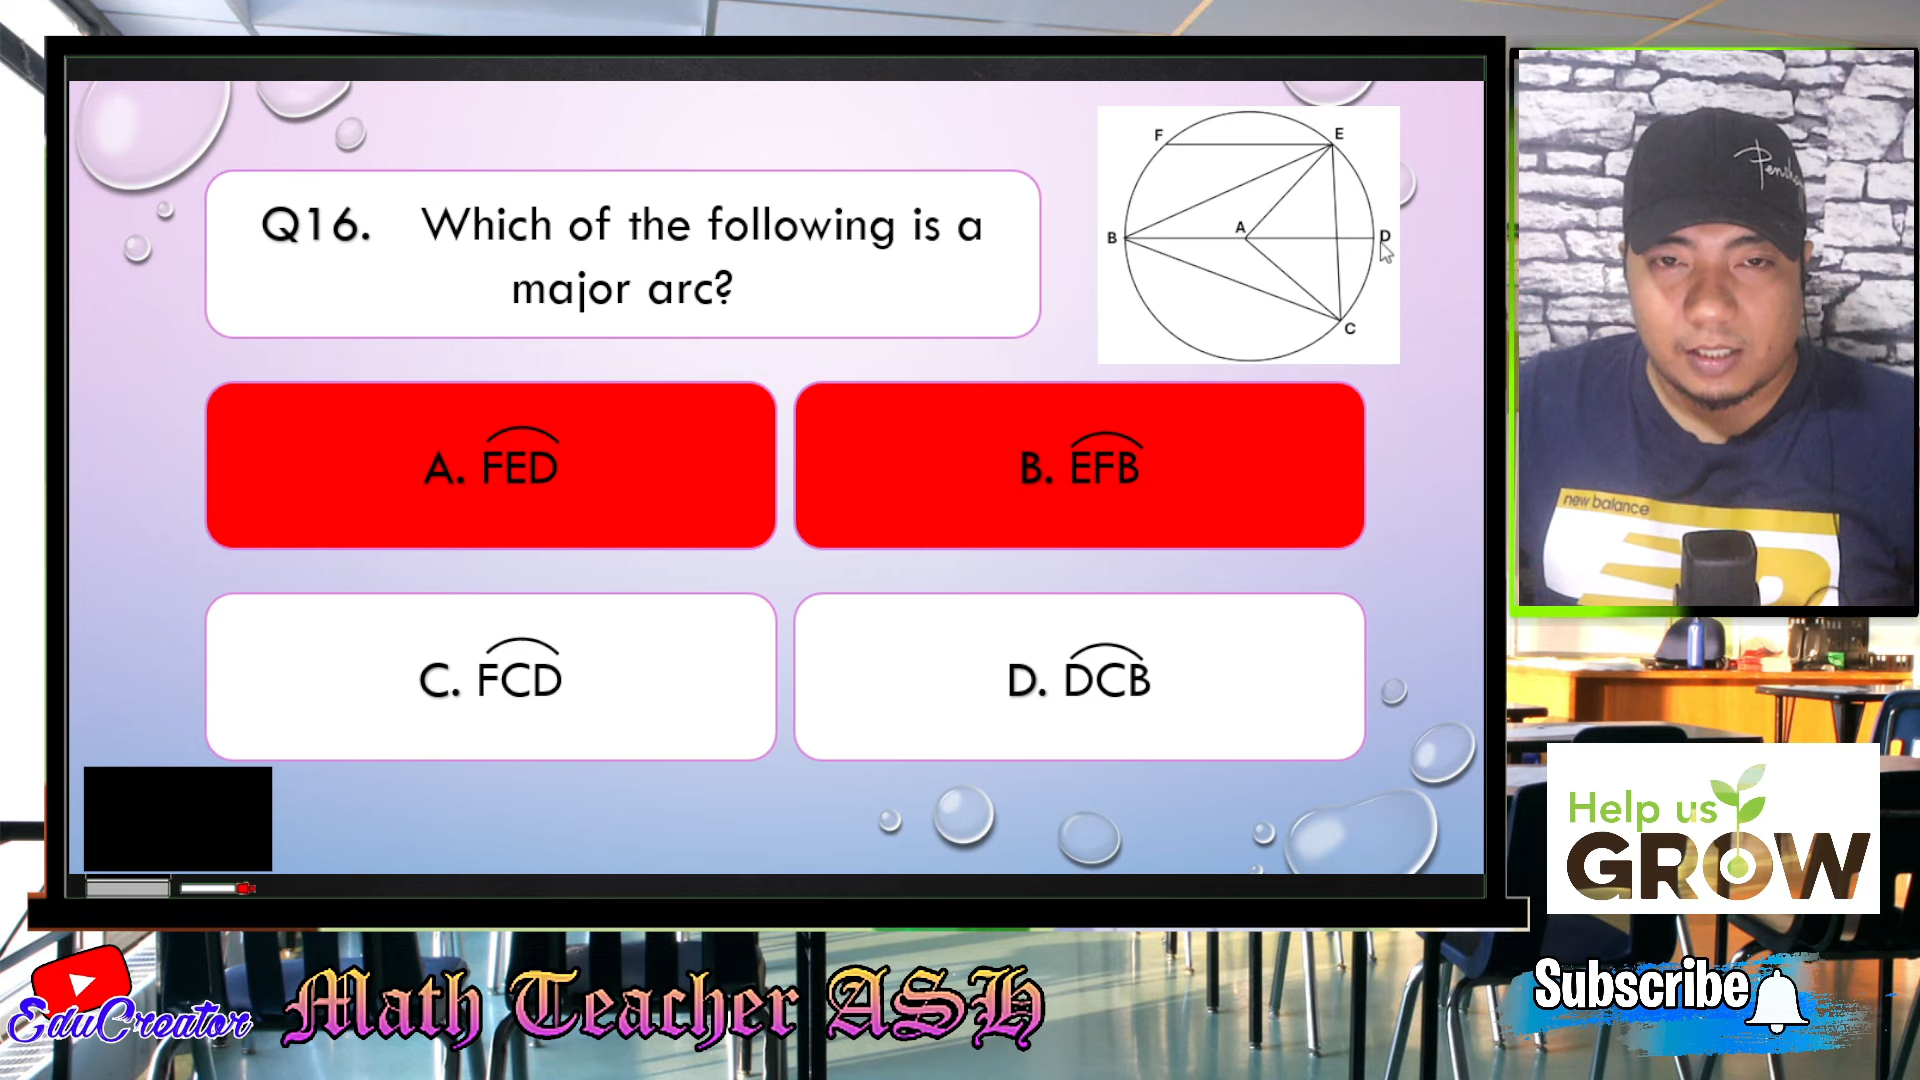 Q16. Which of the following is a
major arc?
F
E
B
A
D
C
A. FED
B. EFB
C. FCD
D. DCB
new balance
Help us
GROW
EduCreator
Math Teacher ASH
Subscribe